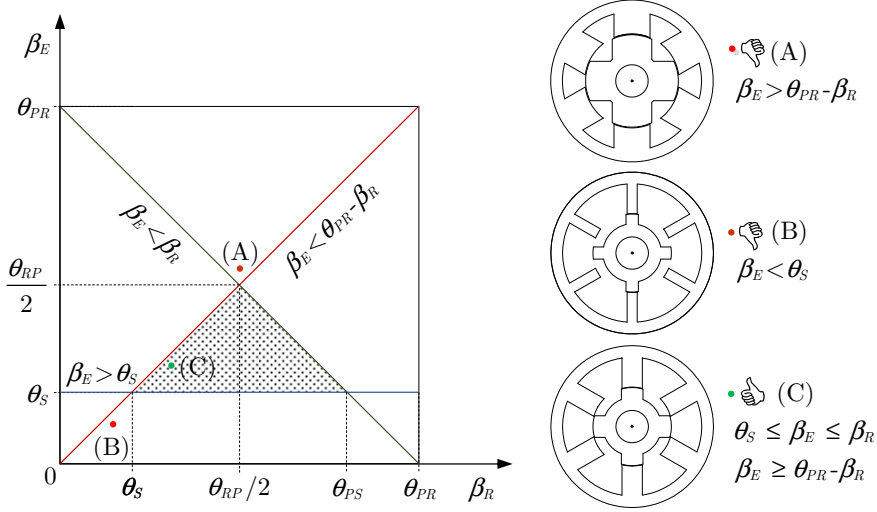 β_E
θ_PR
β_E<β_R
(A)
β_E<θ_PR-β_R
θ_RP/2
(C)
β_E>θ_S
θ_S
(B)
0
θ_S
θ_RP/2
θ_PS
θ_PR
β_R
(A)
β_E>θ_PR-β_R
(B)
β_E<θ_S
(C)
θ_S ≤ β_E ≤ β_R
β_E ≥ θ_PR-β_R